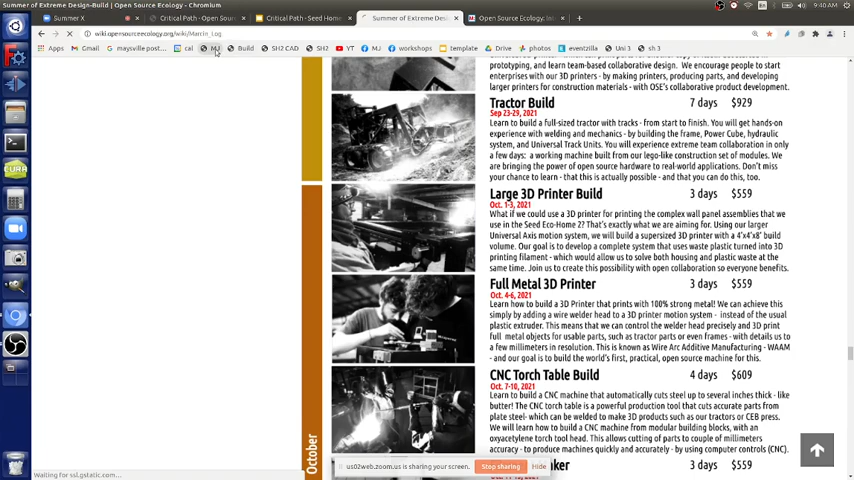 Summer of Extreme Design-Build - Open Source Ecology - Chromium
9:40 AM
Summer X
Critical Path - Open Sour
Critical Path - Seed Home
Summer of Extreme Desig
Open Source Ecology: Int
wiki.opensourceecology.org/wiki/Marcin_Log
M
Gmail
maysville post...
cal
MJ
Build
SH2 CAD
SH2
YT
MJ
workshops
template
Drive
photos
eventzilla
Uni 3
sh 3
prototyping, and learn team-based collaborative design. We encourage people to start
enterprises with our 3D printers - by making printers, producing parts, and developing
larger printers for construction materials - with OSE's collaborative product development.
Tractor Build 7 days $929
Sep 23-29, 2021
Learn to build a full-sized tractor with tracks - from start to finish. You will get hands-on
experience with welding and mechanics - by building the frame, Power Cube, hydraulic
system, and Universal Track Units. You will experience extreme team collaboration in only
a few days: a working machine built from our lego-like construction set of modules. We
are bringing the power of open source hardware to real-world applications. Don't miss
your chance to learn - that this is actually possible - and that you can do this, too.
Large 3D Printer Build 3 days $559
Oct. 1-3, 2021
What if we could use a 3D printer for printing the complex wall panel assemblies that we
use in the Seed Eco-Home 2? That's exactly what we are aiming for. Using our larger
Universal Axis motion system, we will build a supersized 3D printer with a 4'x4'x8' build
volume. Our goal is to develop a complete system that uses waste plastic turned into 3D
printing filament - which would allow us to solve both housing and plastic waste at the
same time. Join us to create this possibility with open collaboration so everyone benefits.
Full Metal 3D Printer 3 days $559
Oct. 4-6, 2021
Learn how to build a 3D Printer that prints with 100% strong metal! We can achieve this
simply by adding a wire welder head to a 3D printer motion system - instead of the usual
plastic extruder. This means that we can control the welder head precisely and 3D print
full metal objects for usable parts, such as tractor parts or even frames - with details us to
a few millimeters in resolution. This is known as Wire Arc Additive Manufacturing - WAAM
- and our goal is to build the world's first, practical, open source machine for this.
CNC Torch Table Build 4 days $609
Oct. 7-10, 2021
Learn to build a CNC machine that automatically cuts steel up to several inches thick - like
butter! The CNC torch table is a powerful production tool that cuts accurate parts from
plate steel- which can be welded to make 3D products such as our tractors or CEB press.
We will learn how to build a CNC machine from modular building blocks, with an
oxyacetylene torch tool head. This allows cutting of parts to couple of millimeters
accuracy - to produce machines quickly and accurately - by using computer controls (CNC).
October
aker 3 days $559
us02web.zoom.us is sharing your screen.
Stop sharing
Hide
Waiting for ssl.gstatic.com...
CURA